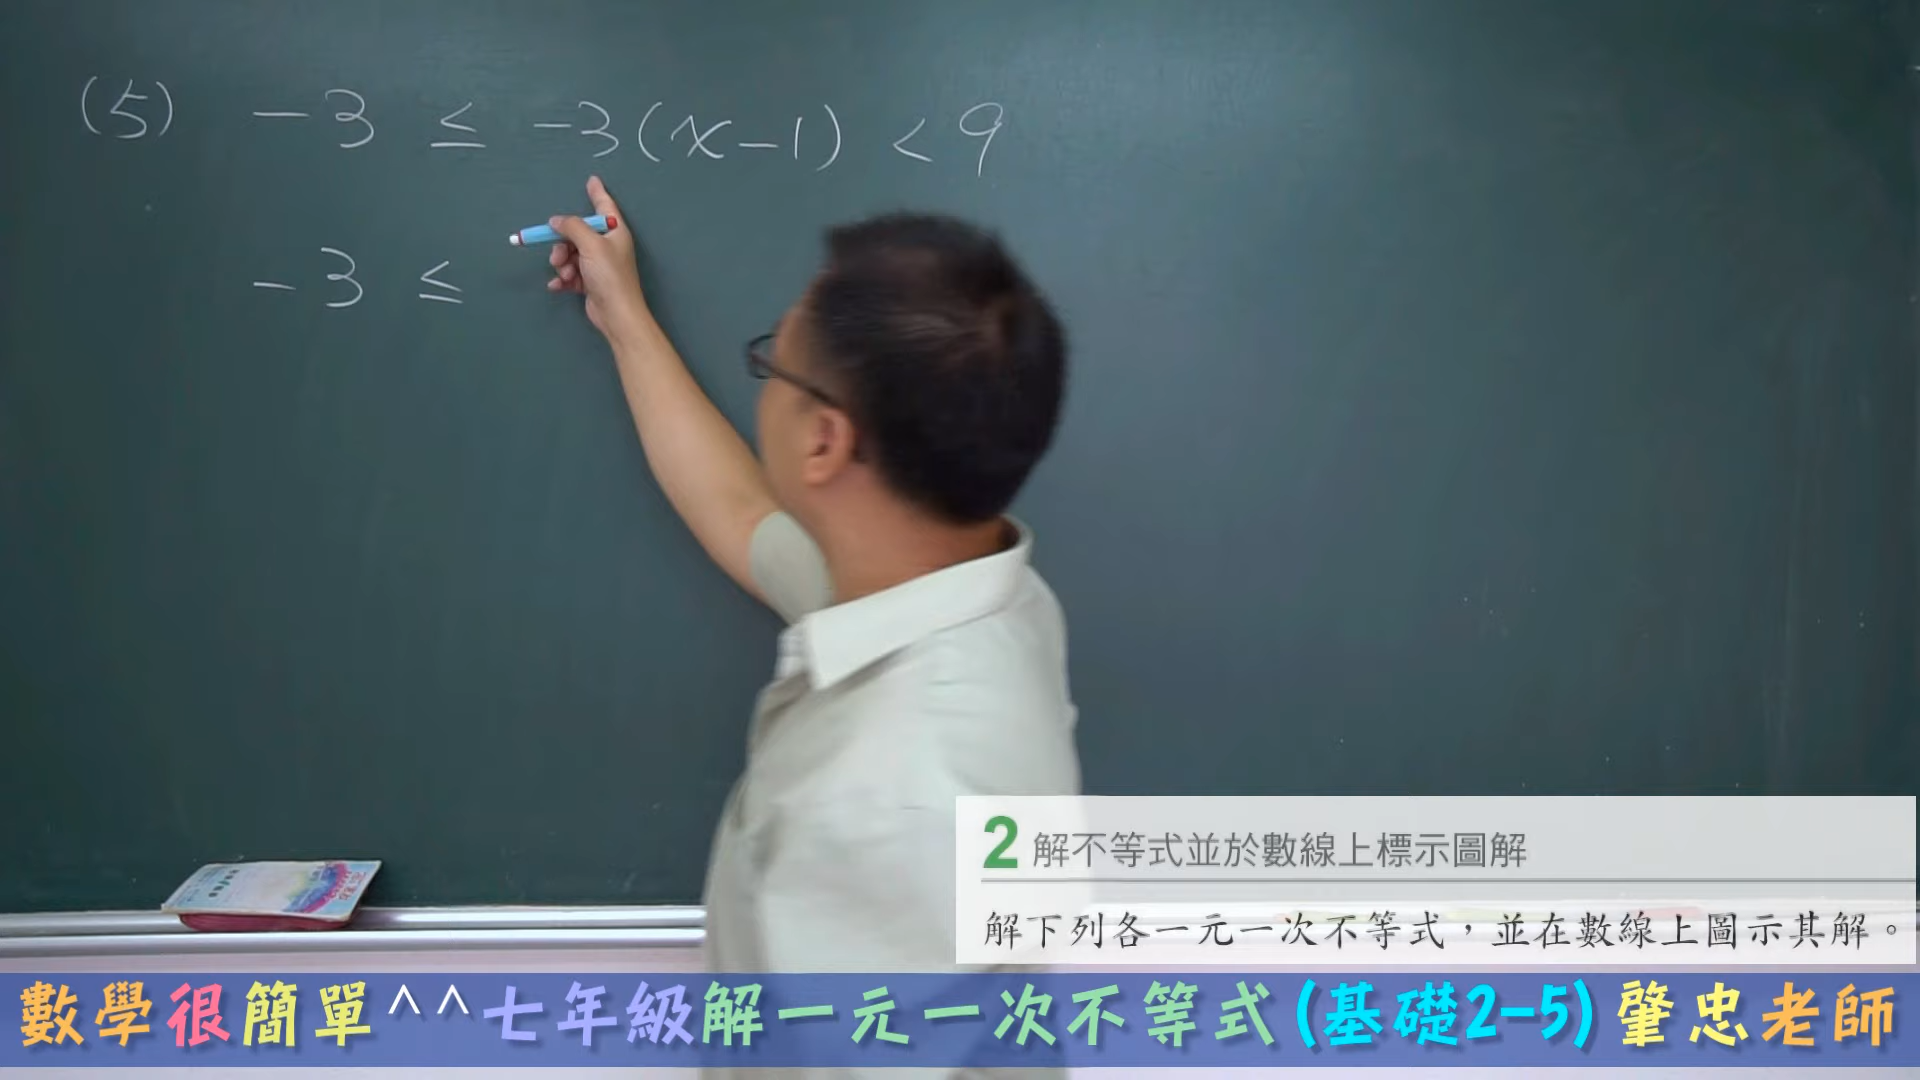 (5) -3 ≤ -3(x-1) < 9
-3 ≤
2 解不等式並於數線上標示圖解
解下列各一元一次不等式，並在數線上圖示其解。
數學很簡單^^七年級解一元一次不等式(基礎2-5)肇忠老師